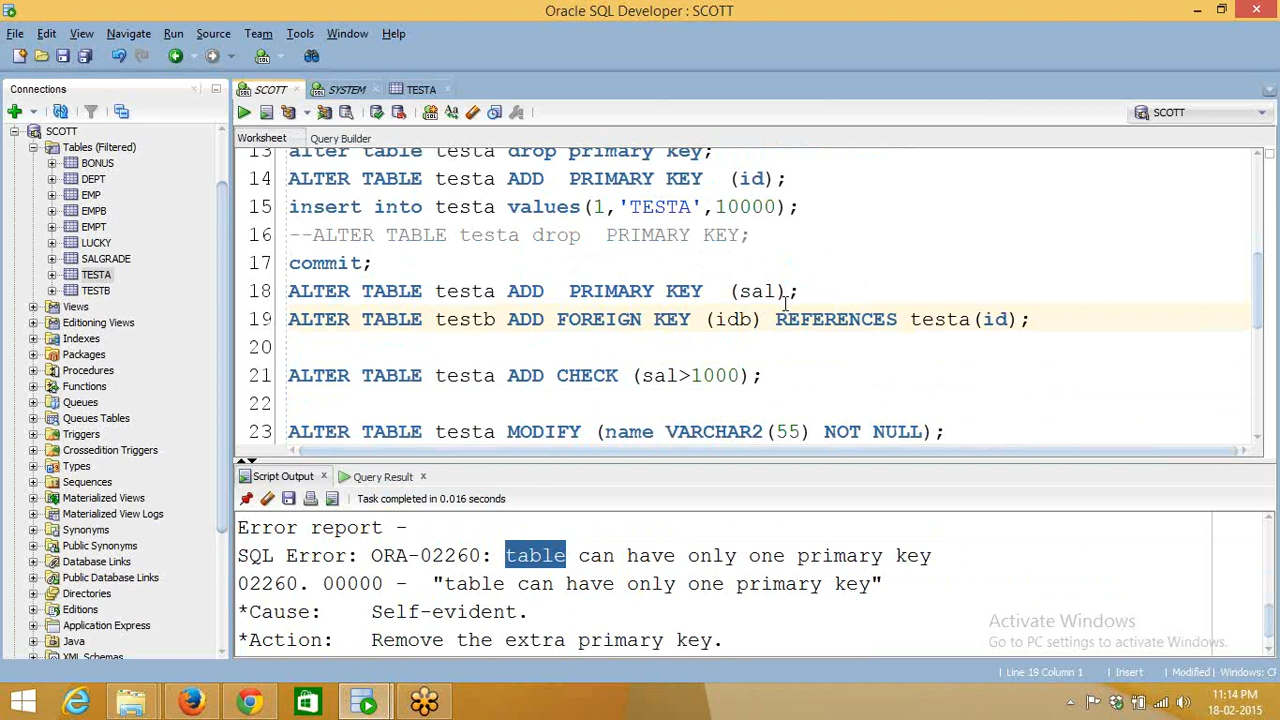 Oracle SQL Developer : SCOTT
File Edit View Navigate Run Source Team Tools Window Help
Connections
SCOTT
Tables (Filtered)
BONUS
DEPT
EMP
EMPB
EMPT
LUCKY
SALGRADE
TESTA
TESTB
Views
Editioning Views
Indexes
Packages
Procedures
Functions
Queues
Queues Tables
Triggers
Crossedition Triggers
Types
Sequences
Materialized Views
Materialized View Logs
Synonyms
Public Synonyms
Database Links
Public Database Links
Directories
Editions
Application Express
Java
XML Schemas
SCOTT SYSTEM TESTA
SCOTT
Worksheet Query Builder
13 alter table testa drop primary key;
14 ALTER TABLE testa ADD  PRIMARY KEY  (id);
15 insert into testa values(1,'TESTA',10000);
16 --ALTER TABLE testa drop  PRIMARY KEY;
17 commit;
18 ALTER TABLE testa ADD  PRIMARY KEY  (sal);
19 ALTER TABLE testb ADD FOREIGN KEY (idb) REFERENCES testa(id);
20
21 ALTER TABLE testa ADD CHECK (sal>1000);
22
23 ALTER TABLE testa MODIFY (name VARCHAR2(55) NOT NULL);
Script Output Query Result
Task completed in 0.016 seconds
Error report -
SQL Error: ORA-02260: table can have only one primary key
02260. 00000 -  "table can have only one primary key"
*Cause:    Self-evident.
*Action:   Remove the extra primary key.
Activate Windows
Go to PC settings to activate Windows.
Line 19 Column 1 Insert Modified Windows: CF
11:14 PM
18-02-2015